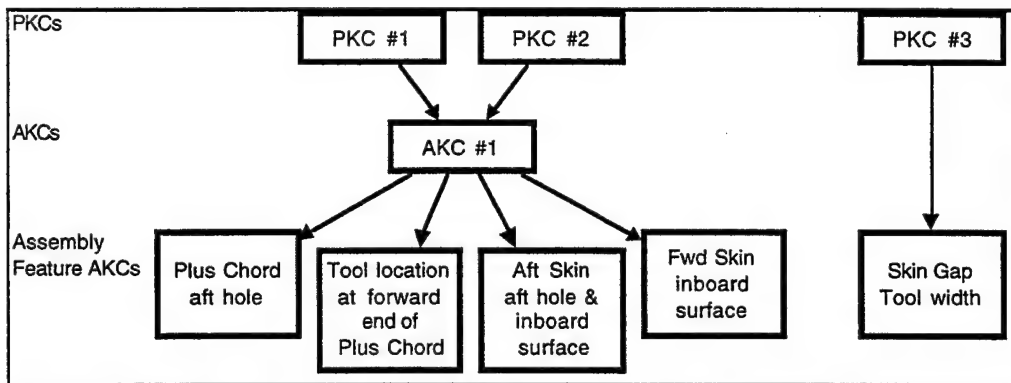 PKCs
PKC #1
PKC #2
PKC #3
AKCs
AKC #1
Assembly
Feature AKCs
Plus Chord
aft hole
Tool location
at forward
end of
Plus Chord
Aft Skin
aft hole &
inboard
surface
Fwd Skin
inboard
surface
Skin Gap
Tool width